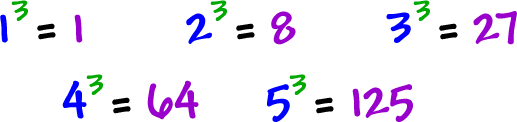 1³ = 1 2³ = 8 3³ = 27
4³ = 64 5³ = 125